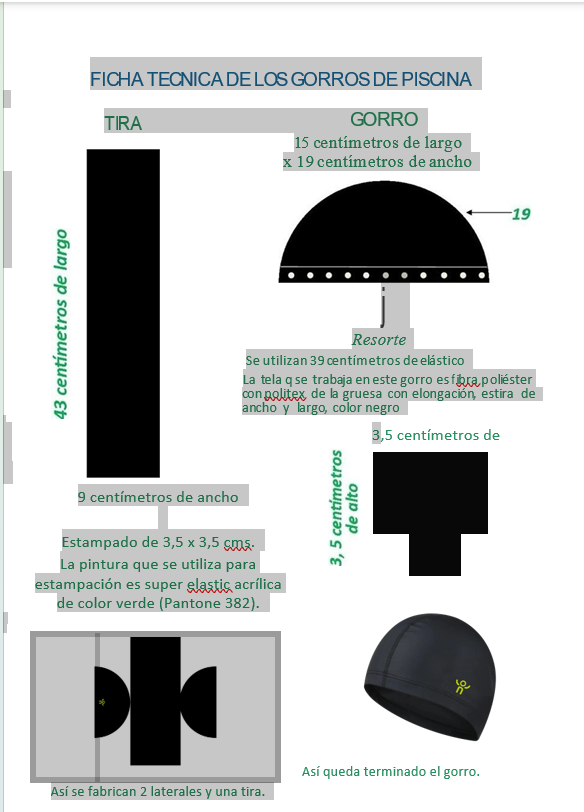 FICHA TECNICA DE LOS GORROS DE PISCINA
TIRA
GORRO
15 centímetros de largo
x 19 centímetros de ancho
19
43 centímetros de largo
Resorte
Se utilizan 39 centímetros de elástico
La tela q se trabaja en este gorro es fibra poliéster
con politex de la gruesa con elongación, estira de
ancho y largo, color negro
3,5 centímetros de
3, 5 centímetros
de alto
9 centímetros de ancho
Estampado de 3,5 x 3,5 cms.
La pintura que se utiliza para
estampación es super elastic acrílica
de color verde (Pantone 382).
Así se fabrican 2 laterales y una tira.
Así queda terminado el gorro.